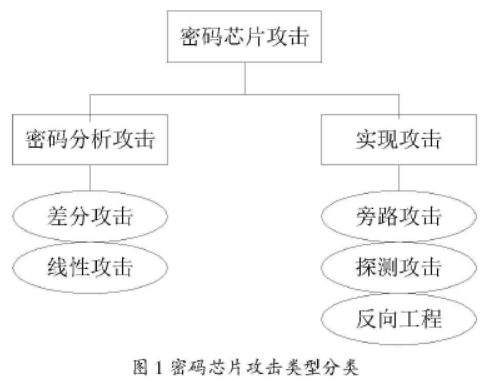 密码芯片攻击
密码分析攻击
实现攻击
差分攻击
旁路攻击
线性攻击
探测攻击
反向工程
图1密码芯片攻击类型分类